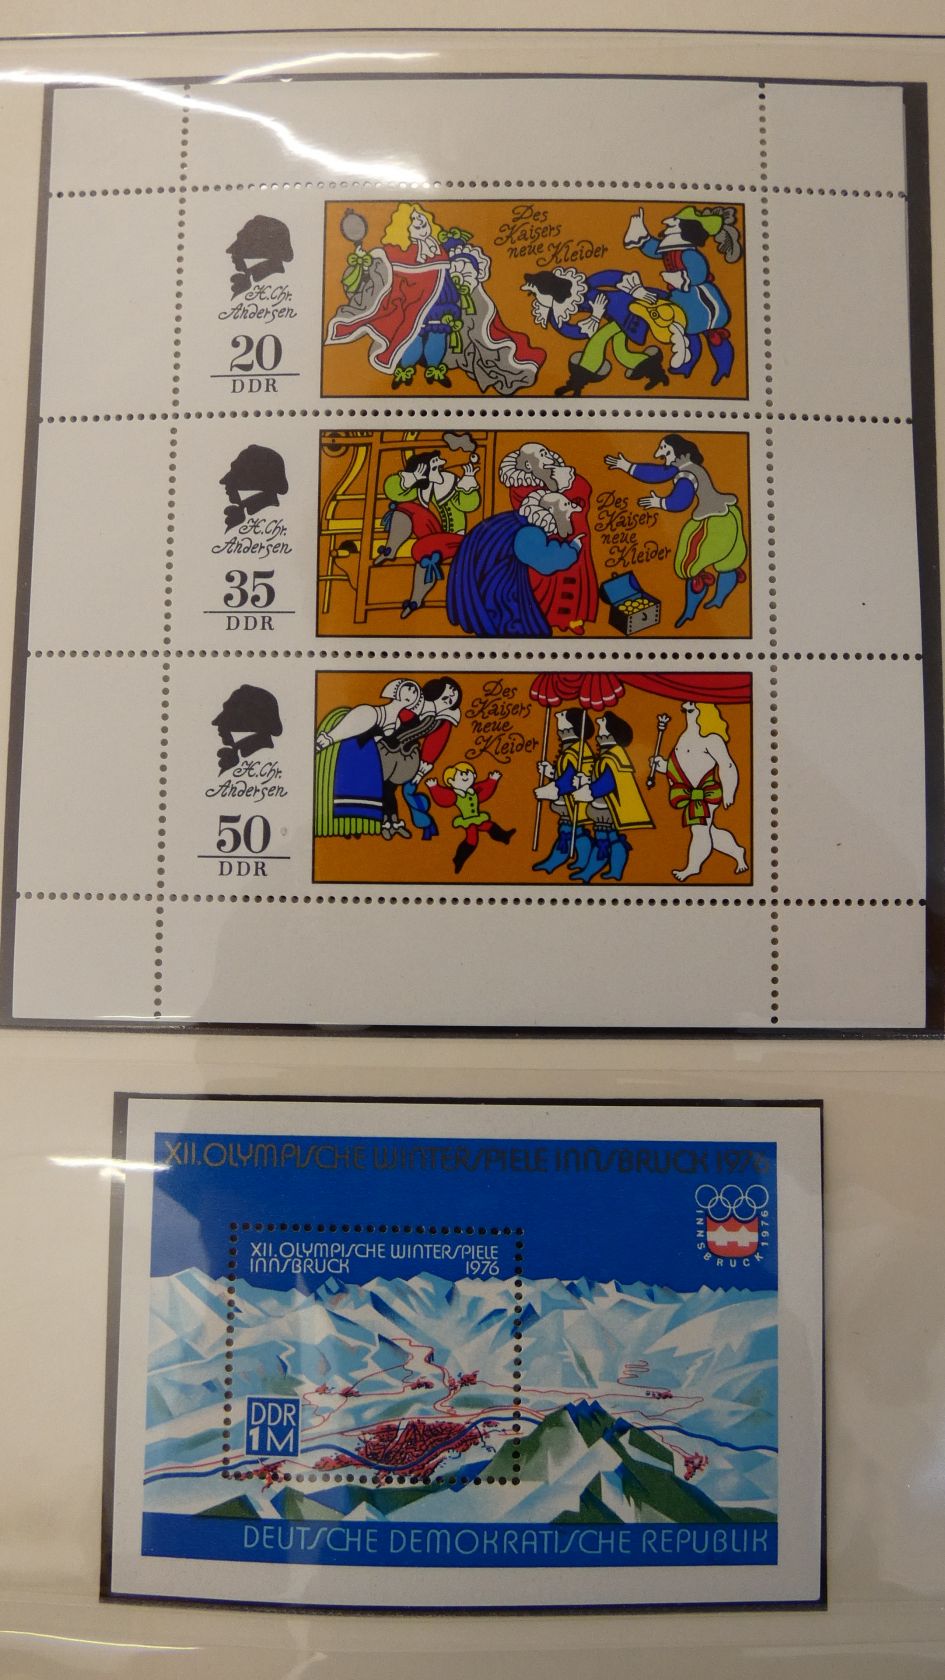 H. Chr.
Andersen
20
DDR
Des
Kaisers
neue Kleider
H. Chr.
Andersen
35
DDR
Des
Kaisers
neue
Kleider
H. Chr.
Andersen
50
DDR
Des
Kaisers
neue
Kleider
XII. OLYMPISCHE WINTERSPIELE INNSBRUCK 1976
INNSBRUCK 1976
XII. OLYMPISCHE WINTERSPIELE
INNSBRUCK 1976
DDR
1M
DEUTSCHE DEMOKRATISCHE REPUBLIK